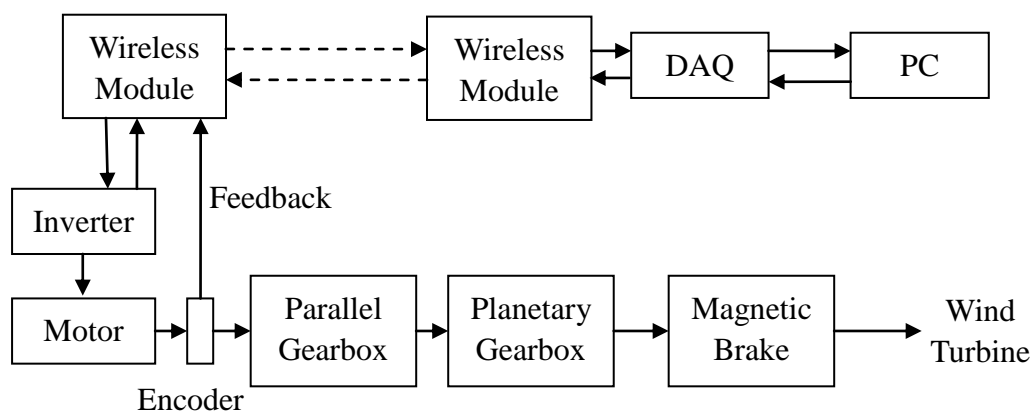 Wireless
Module
Wireless
Module
DAQ
PC
Feedback
Inverter
Motor
Encoder
Parallel
Gearbox
Planetary
Gearbox
Magnetic
Brake
Wind
Turbine